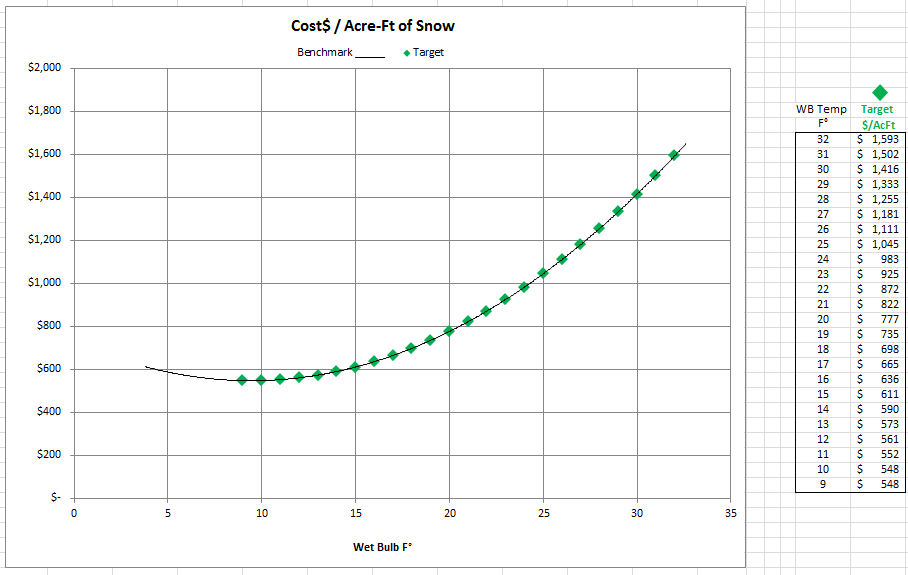 Cost$ / Acre-Ft of Snow
Benchmark Target
$2,000
$1,800
$1,600
$1,400
$1,200
$1,000
$800
$600
$400
$200
$-
0 5 10 15 20 25 30 35
Wet Bulb F°
WB Temp Target
F° $/AcFt
32 $ 1,593
31 $ 1,502
30 $ 1,416
29 $ 1,333
28 $ 1,255
27 $ 1,181
26 $ 1,111
25 $ 1,045
24 $ 983
23 $ 925
22 $ 872
21 $ 822
20 $ 777
19 $ 735
18 $ 698
17 $ 665
16 $ 636
15 $ 611
14 $ 590
13 $ 573
12 $ 561
11 $ 552
10 $ 548
9 $ 548